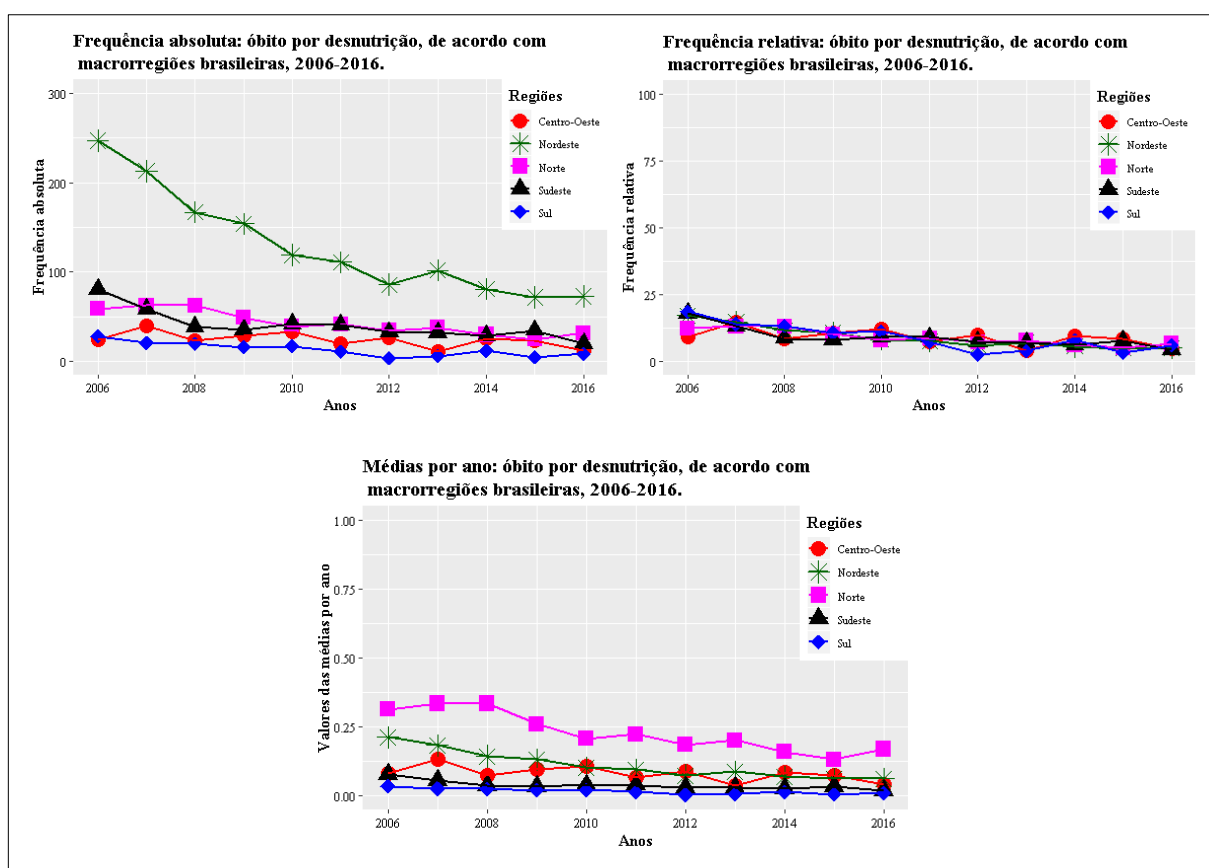 Frequência absoluta: óbito por desnutrição, de acordo com
macrorregiões brasileiras, 2006-2016.
300
200
100
0
Frequência absoluta
Regiões
Centro-Oeste
Nordeste
Norte
Sudeste
Sul
2006
2008
2010
2012
2014
2016
Anos
Frequência relativa: óbito por desnutrição, de acordo com
macrorregiões brasileiras, 2006-2016.
100
75
50
25
0
Frequência relativa
Regiões
Centro-Oeste
Nordeste
Norte
Sudeste
Sul
2006
2008
2010
2012
2014
2016
Anos
Médias por ano: óbito por desnutrição, de acordo com
macrorregiões brasileiras, 2006-2016.
1.00
0.75
0.50
0.25
0.00
Valores das médias por ano
Regiões
Centro-Oeste
Nordeste
Norte
Sudeste
Sul
2006
2008
2010
2012
2014
2016
Anos